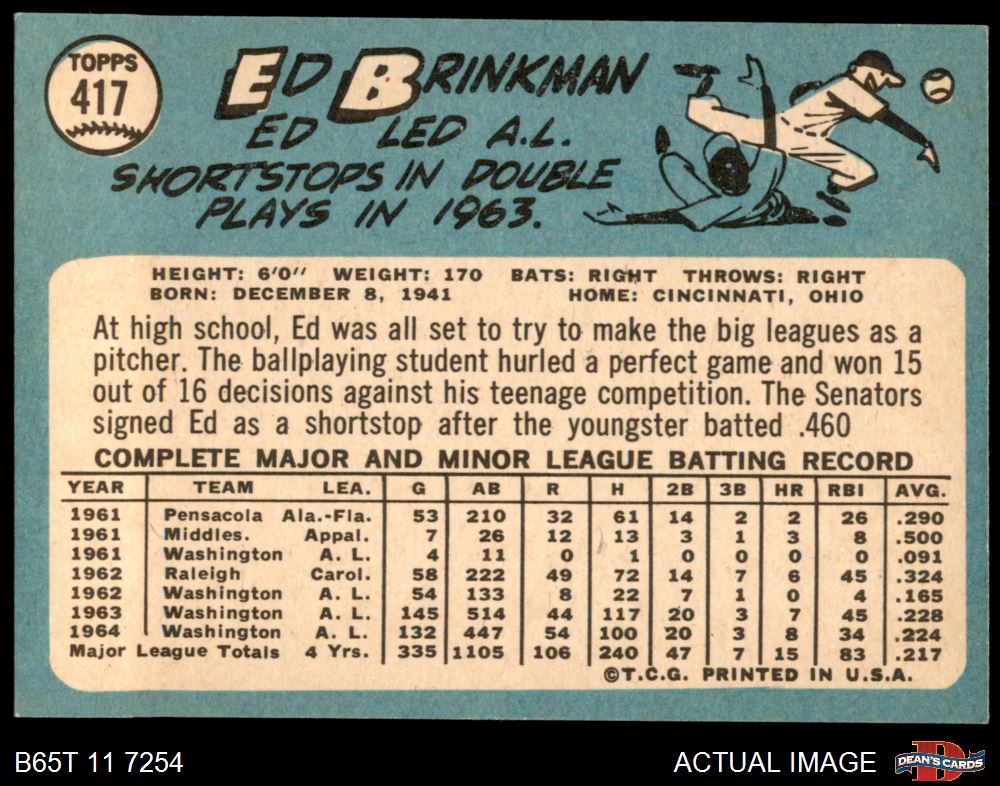 TOPPS
417
ED BRINKMAN
ED LED A.L.
SHORTSTOPS IN DOUBLE
PLAYS IN 1963.
HEIGHT: 6'0" WEIGHT: 170 BATS: RIGHT THROWS: RIGHT
BORN: DECEMBER 8, 1941 HOME: CINCINNATI, OHIO
At high school, Ed was all set to try to make the big leagues as a
pitcher. The ballplaying student hurled a perfect game and won 15
out of 16 decisions against his teenage competition. The Senators
signed Ed as a shortstop after the youngster batted .460
COMPLETE MAJOR AND MINOR LEAGUE BATTING RECORD
YEAR TEAM LEA. G AB R H 2B 3B HR RBI AVG.
1961 Pensacola Ala.-Fla. 53 210 32 61 14 2 2 26 .290
1961 Middles. Appal. 7 26 12 13 3 1 3 8 .500
1961 Washington A. L. 4 11 0 1 0 0 0 0 .091
1962 Raleigh Carol. 58 222 49 72 14 7 6 45 .324
1962 Washington A. L. 54 133 8 22 7 1 0 4 .165
1963 Washington A. L. 145 514 44 117 20 3 7 45 .228
1964 Washington A. L. 132 447 54 100 20 3 8 34 .224
Major League Totals 4 Yrs. 335 1105 106 240 47 7 15 83 .217
©T.C.G. PRINTED IN U.S.A.
B65T 11 7254
ACTUAL IMAGE
DEAN'S CARDS